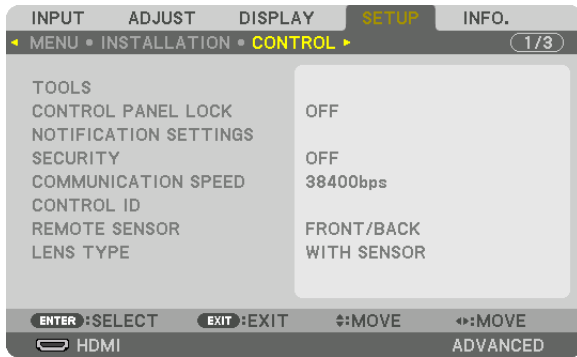 INPUT ADJUST DISPLAY SETUP INFO.
MENU • INSTALLATION • CONTROL 1/3
TOOLS
CONTROL PANEL LOCK OFF
NOTIFICATION SETTINGS
SECURITY OFF
COMMUNICATION SPEED 38400bps
CONTROL ID
REMOTE SENSOR FRONT/BACK
LENS TYPE WITH SENSOR
ENTER :SELECT EXIT :EXIT :MOVE :MOVE
HDMI ADVANCED